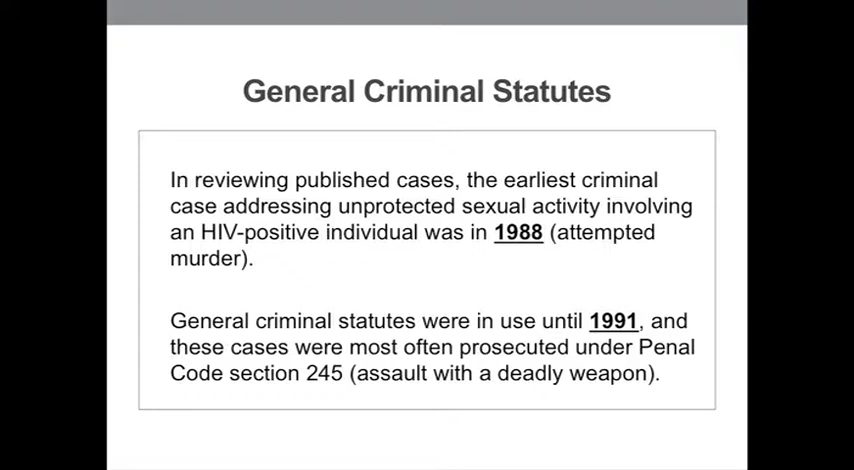 General Criminal Statutes
In reviewing published cases, the earliest criminal
case addressing unprotected sexual activity involving
an HIV-positive individual was in 1988 (attempted
murder).
General criminal statutes were in use until 1991, and
these cases were most often prosecuted under Penal
Code section 245 (assault with a deadly weapon).